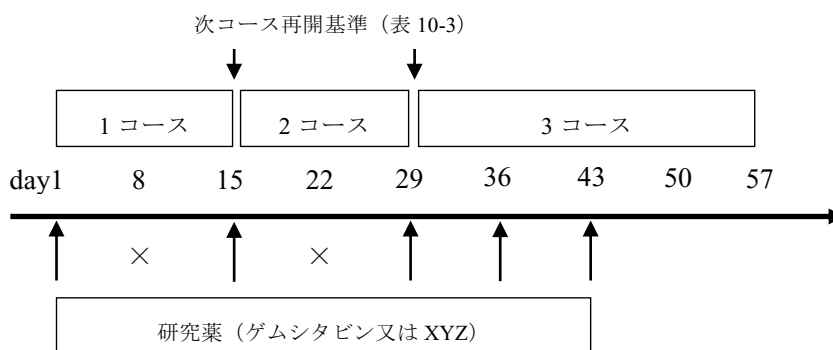 次コース再開基準（表 10-3）
1 コース 2 コース 3 コース
day1 8 15 22 29 36 43 50 57
× ×
研究薬（ゲムシタビン又は XYZ）